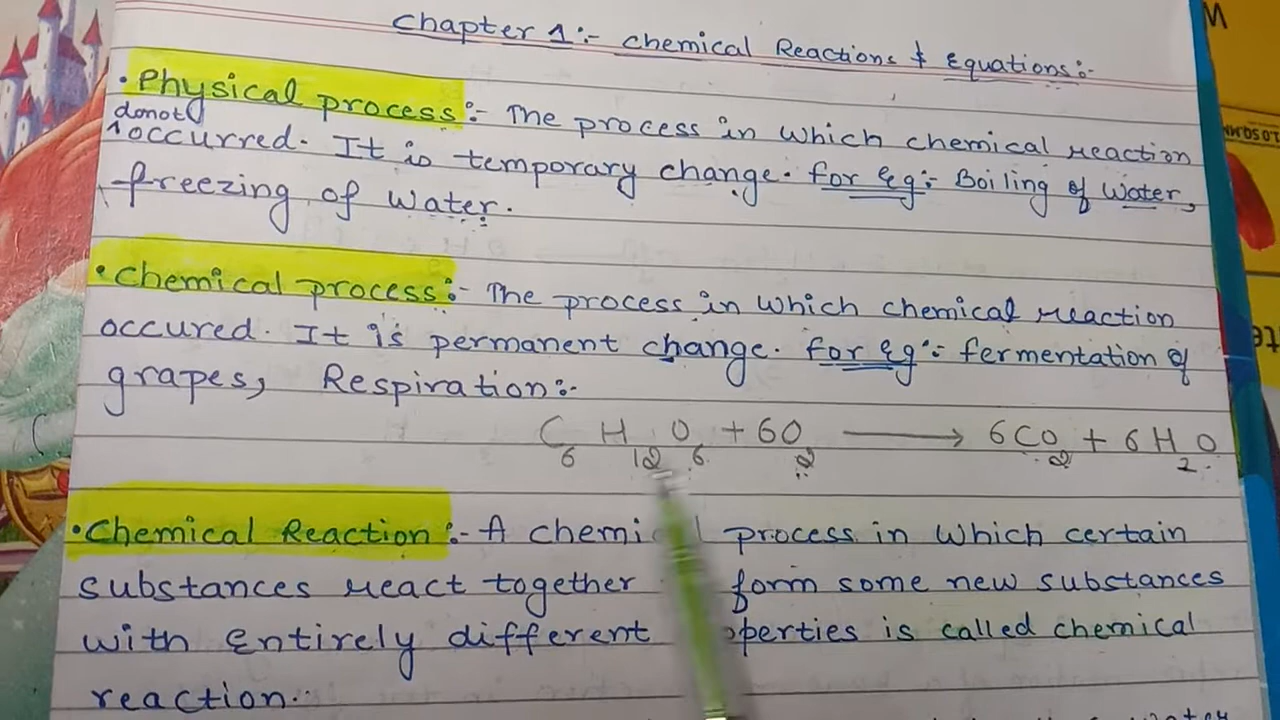 Chapter 1:- Chemical Reactions & Equations:-
• Physical process:- The process in which chemical reaction
donot
occurred. It is temporary change. for eg:- Boiling of Water,
freezing of water.
• Chemical process:- The process in which chemical reaction
occured. It is permanent change. for eg:- fermentation of
grapes, Respiration:-
C6H12O6 + 6O2 → 6CO2 + 6H2O
• Chemical Reaction:- A chemi l process in which certain
substances react together form some new substances
with entirely different operties is called chemical
reaction.
W